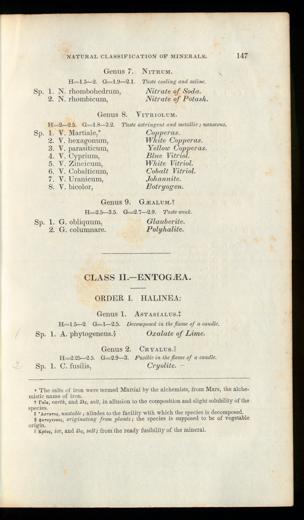 NATURAL CLASSIFICATION OF MINERALS. 147
Genus 7. NITRUM.
H=1.5—2. G=1.9—2.1. Taste cooling and saline.
Sp. 1. N. rhombohedrum, Nitrate of Soda.
2. N. rhombicum, Nitrate of Potash.
Genus 8. VITRIOLUM.
H=2—2.5. G=1.8—2.2. Taste astringent and metallic; nauseous.
Sp. 1. V. Martiale,* Copperas.
2. V. hexagonum, White Copperas.
3. V. parasiticum, Yellow Copperas.
4. V. Cyprium, Blue Vitriol.
5. V. Zincicum, White Vitriol.
6. V. Cobalticum, Cobalt Vitriol.
7. V. Uranicum, Johannite.
8. V. bicolor, Botryogen.
Genus 9. GÆALUM.†
H=2.5—3.5. G=2.7—2.9. Taste weak.
Sp. 1. G. obliquum, Glauberite.
2. G. columnare. Polyhalite.
CLASS II.—ENTOGÆA.
ORDER I. HALINEA:
Genus 1. ASTASIALUS.‡
H=1.5—2. G=1—2.5. Decomposed in the flame of a candle.
Sp. 1. A. phytogeneus.§ Oxalate of Lime.
Genus 2. CRYALUS.||
H=2.25—2.5. G=2.9—3. Fusible in the flame of a candle.
Sp. 1. C. fusilis, Cryolite.
* The salts of iron were termed Martial by the alchemists, from Mars, the alche-
mistic name of iron.
† Γαῖα, earth, and ἅλς, salt, in allusion to the composition and slight solubility of the
species.
‡ Ἄστατος, unstable; alludes to the facility with which the species is decomposed.
§ φυτογενης, originating from plants; the species is supposed to be of vegetable
origin.
|| Κρύος, ice, and ἅλς, salt; from the ready fusibility of the mineral.